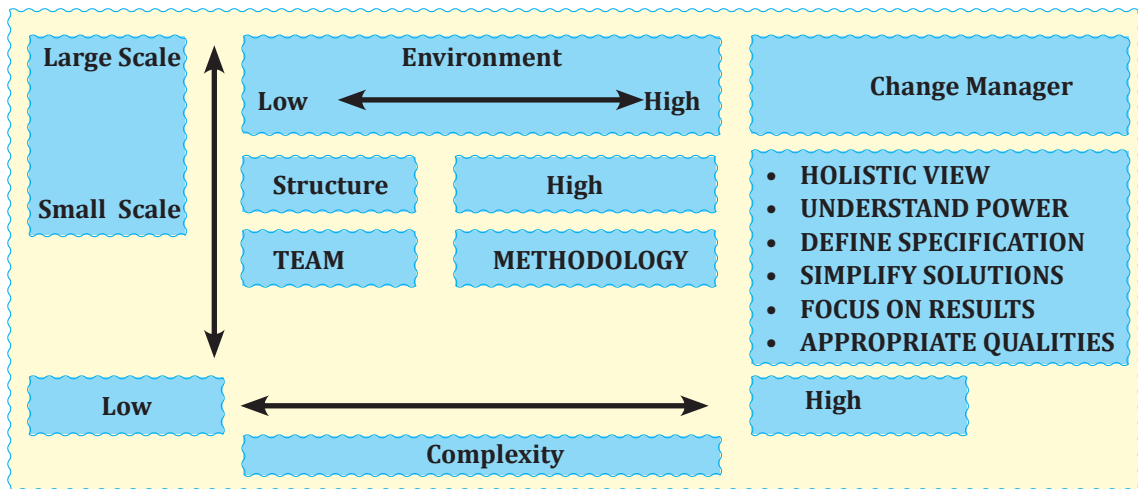 Large Scale
Small Scale
Environment
Low High
Structure
High
TEAM
METHODOLOGY
Change Manager
• HOLISTIC VIEW
• UNDERSTAND POWER
• DEFINE SPECIFICATION
• SIMPLIFY SOLUTIONS
• FOCUS ON RESULTS
• APPROPRIATE QUALITIES
Low
High
Complexity